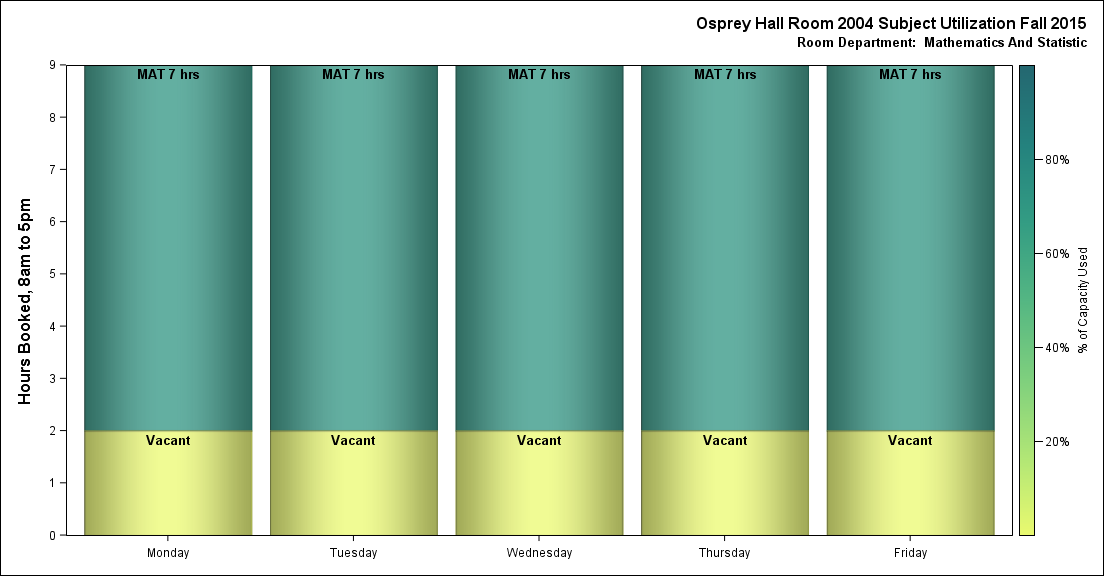 Osprey Hall Room 2004 Subject Utilization Fall 2015
Room Department:  Mathematics And Statistic
Hours Booked, 8am to 5pm
9
8
7
6
5
4
3
2
1
0
MAT 7 hrs
MAT 7 hrs
MAT 7 hrs
MAT 7 hrs
MAT 7 hrs
Vacant
Vacant
Vacant
Vacant
Vacant
Monday
Tuesday
Wednesday
Thursday
Friday
80%
60%
40%
20%
% of Capacity Used